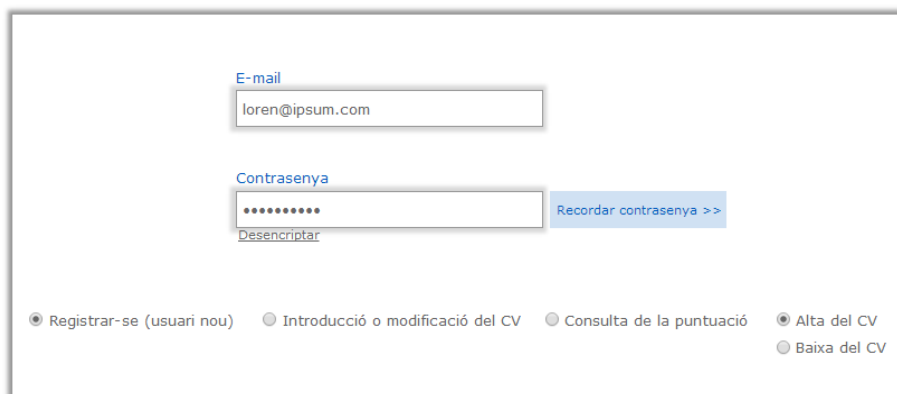 E-mail
loren@ipsum.com
Contrasenya
••••••••••
Recordar contrasenya >>
Desencriptar
Registrar-se (usuari nou)
Introducció o modificació del CV
Consulta de la puntuació
Alta del CV
Baixa del CV